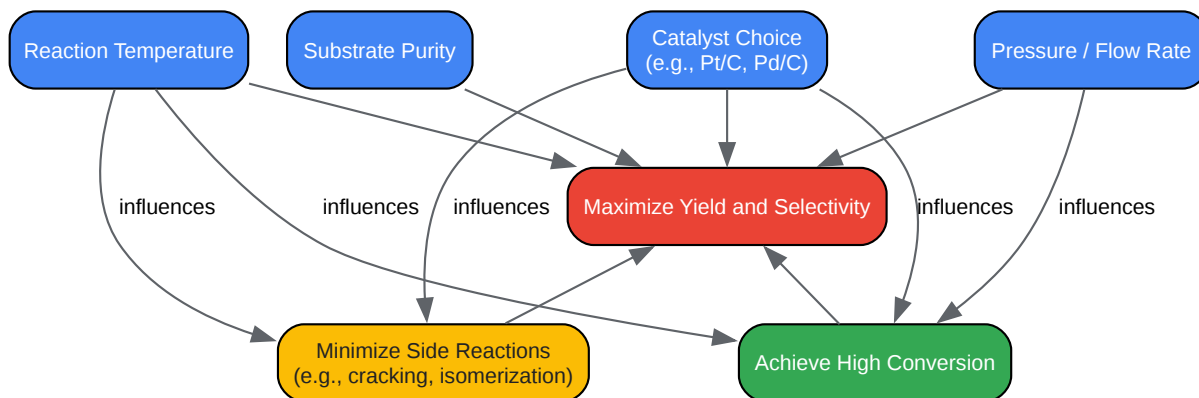 Reaction Temperature
Substrate Purity
Catalyst Choice
(e.g., Pt/C, Pd/C)
Pressure / Flow Rate
influences
influences
influences
Maximize Yield and Selectivity
influences
influences
Minimize Side Reactions
(e.g., cracking, isomerization)
Achieve High Conversion